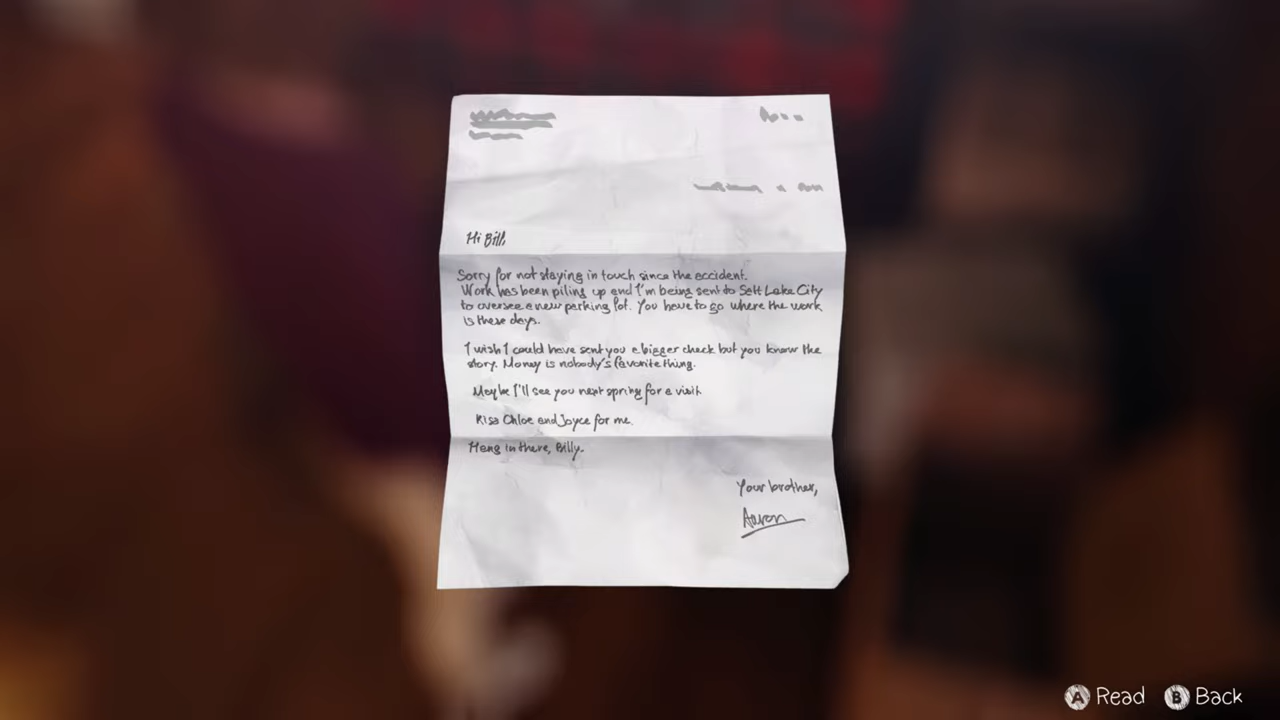 Hi Bill,
Sorry for not staying in touch since the accident.
Work has been piling up and I'm being sent to Salt Lake City
to oversee a new parking lot. You have to go where the work
is these days.
I wish I could have sent you a bigger check but you know the
story. Money is nobody's favorite thing.
Maybe I'll see you next spring for a visit.
Kiss Chloe and Joyce for me.
Hang in there, Billy.
Your brother,
Aaron
A Read B Back